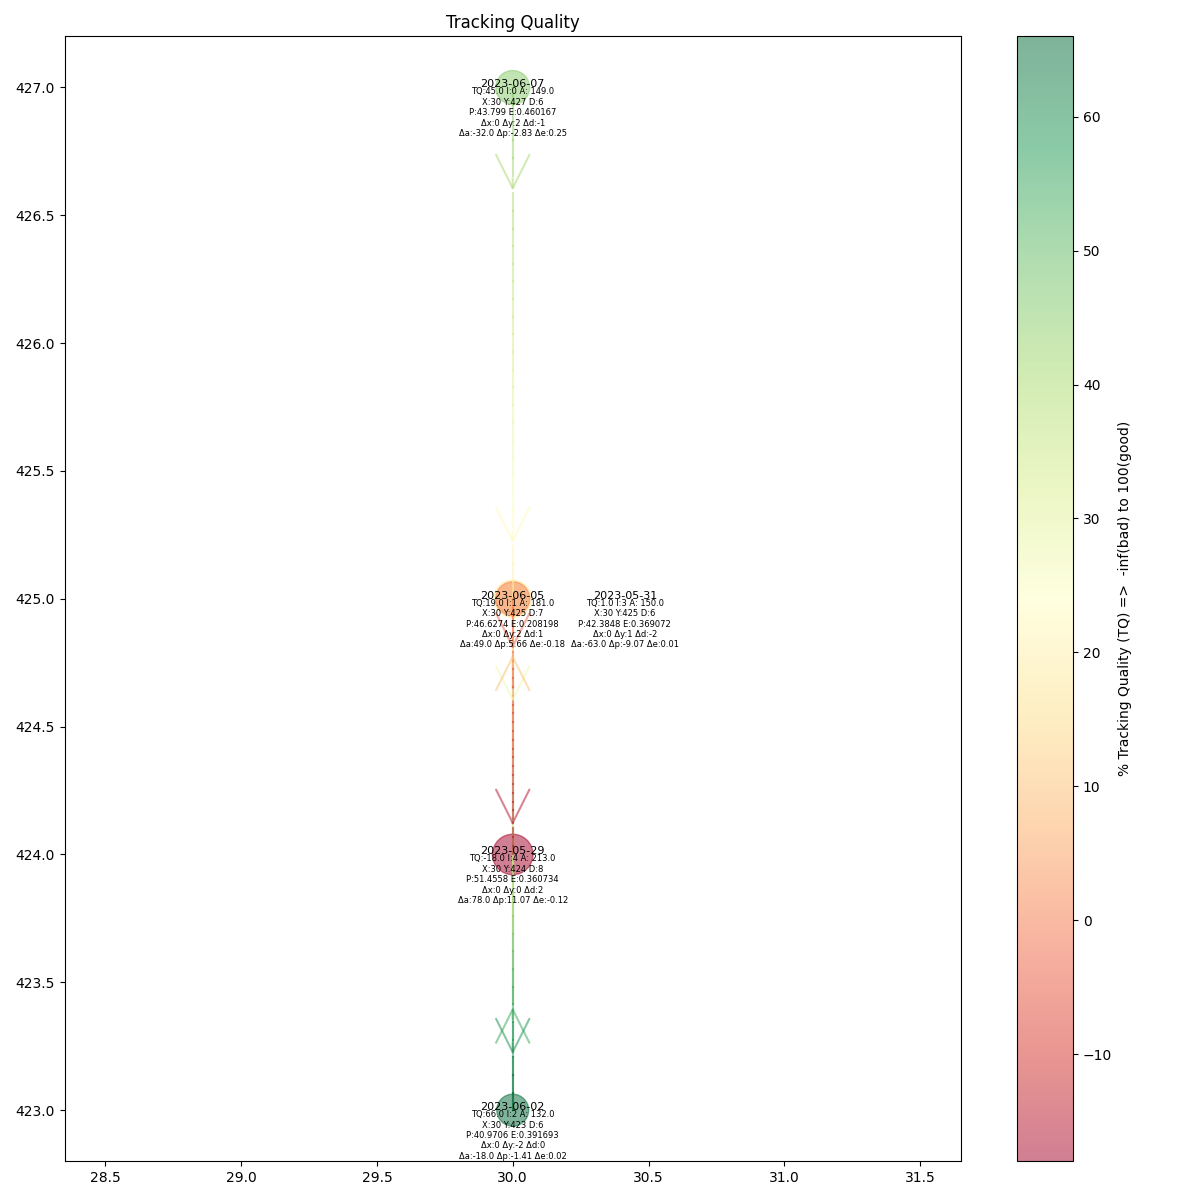 Tracking Quality
427.0
426.5
426.0
425.5
425.0
424.5
424.0
423.5
423.0
28.5
29.0
29.5
30.0
30.5
31.0
31.5
2023-06-07
TQ:45.0 I:0 A: 149.0
X:30 Y:427 D:6
P:43.799 E:0.460167
Δx:0 Δy:2 Δd:-1
Δa:-32.0 Δp:-2.83 Δe:0.25
2023-06-05
TQ:19.0 I:1 A: 181.0
X:30 Y:425 D:7
P:46.6274 E:0.208198
Δx:0 Δy:2 Δd:1
Δa:49.0 Δp:5.66 Δe:-0.18
2023-05-31
TQ:1.0 I:3 A: 150.0
X:30 Y:425 D:6
P:42.3848 E:0.369072
Δx:0 Δy:1 Δd:-2
Δa:-63.0 Δp:-9.07 Δe:0.01
2023-05-29
TQ:-18.0 I:4 A: 213.0
X:30 Y:424 D:8
P:51.4558 E:0.360734
Δx:0 Δy:0 Δd:2
Δa:78.0 Δp:11.07 Δe:-0.12
2023-06-02
TQ:66.0 I:2 A: 132.0
X:30 Y:423 D:6
P:40.9706 E:0.391693
Δx:0 Δy:-2 Δd:0
Δa:-18.0 Δp:-1.41 Δe:0.02
60
50
40
30
20
10
0
−10
% Tracking Quality (TQ) => -inf(bad) to 100(good)